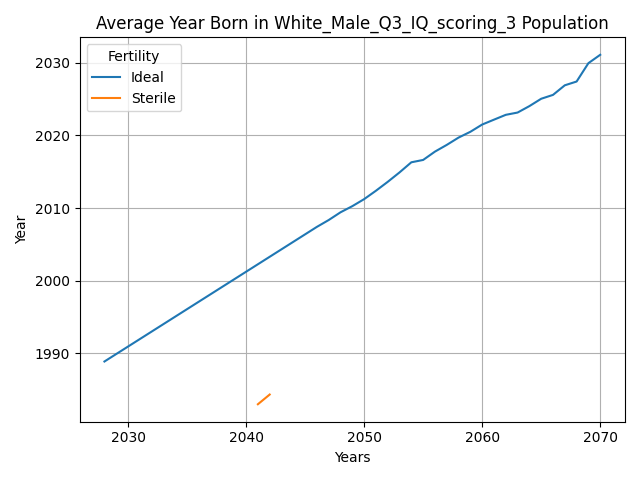 Average Year Born in White_Male_Q3_IQ_scoring_3 Population
Fertility
Ideal
Sterile
Year
2030
2020
2010
2000
1990
2030 2040 2050 2060 2070
Years